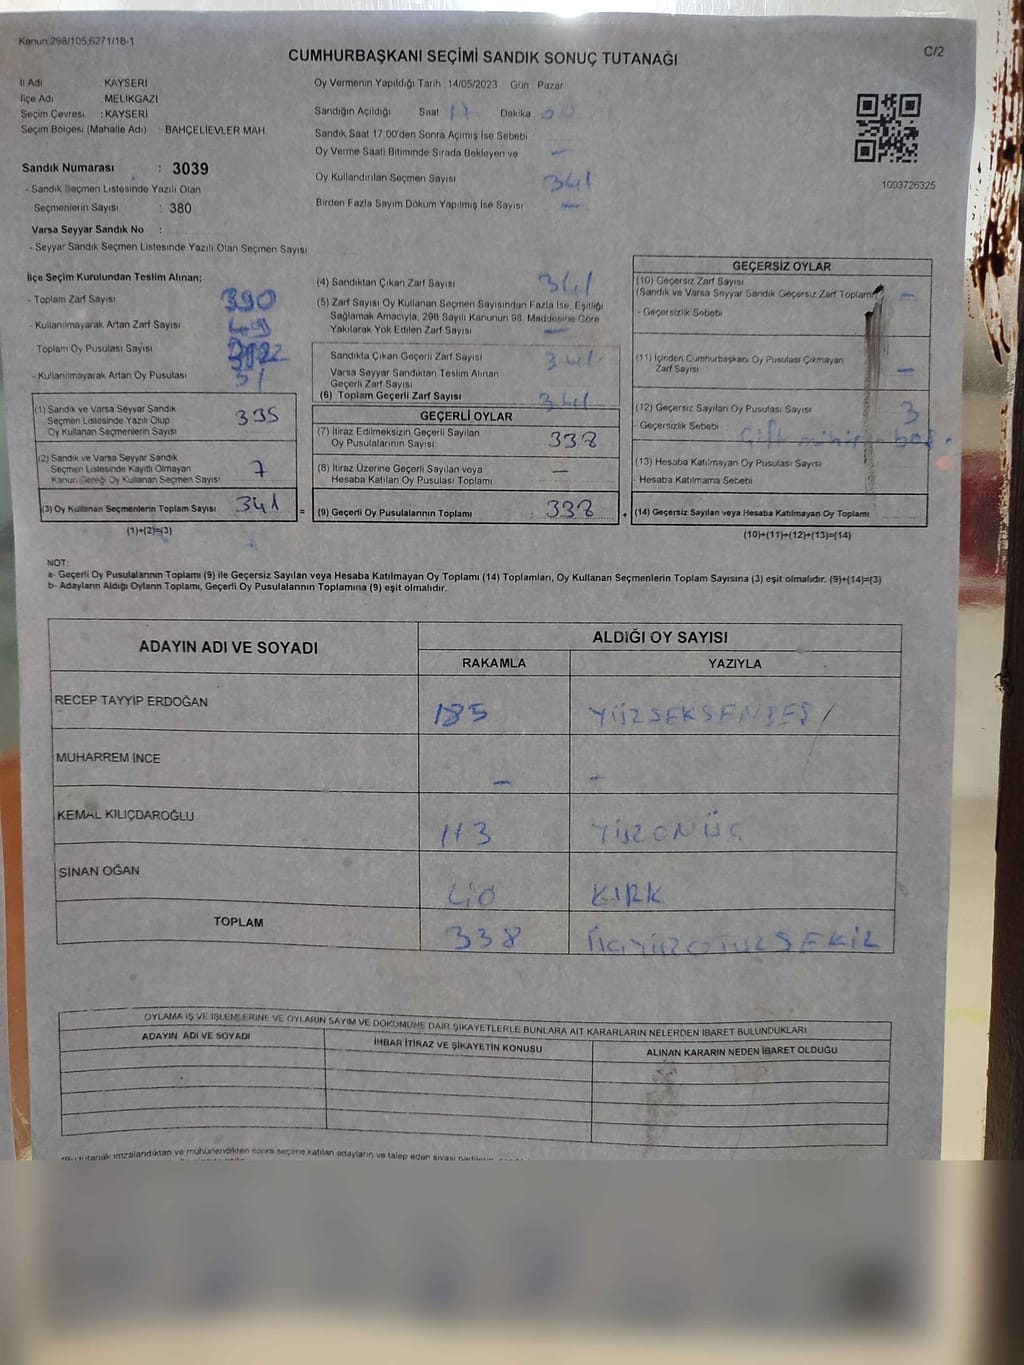 Kanun 298/105,6271/18-1
CUMHURBAŞKANI SEÇİMİ SANDIK SONUÇ TUTANAĞI
C/2
İl Adı : KAYSERİ
İlçe Adı : MELİKGAZİ
Seçim Çevresi : KAYSERİ
Seçim Bölgesi (Mahalle Adı) : BAHÇELİEVLER MAH
Sandık Numarası : 3039
- Sandık Seçmen Listesinde Yazılı Olan
Seçmenlerin Sayısı : 380
Varsa Seyyar Sandık No :
- Seyyar Sandık Seçmen Listesinde Yazılı Olan Seçmen Sayısı
Oy Vermenin Yapıldığı Tarih : 14/05/2023 Gün : Pazar
Sandığın Açıldığı Saat 17 Dakika 00
Sandık Saat 17:00'den Sonra Açımış İse Sebebi
Oy Verme Saati Bitiminde Sırada Bekleyen ve —
Oy Kullandırılan Seçmen Sayısı 341
Birden Fazla Sayım Döküm Yapılmış İse Sayısı —
1093726325
İlçe Seçim Kurulundan Teslim Alınan;
- Toplam Zarf Sayısı 390
- Kullanılmayarak Artan Zarf Sayısı 49
- Toplam Oy Pusulası Sayısı
- Kullanılmayarak Artan Oy Pusulası 51
(1) Sandık ve Varsa Seyyar Sandık
Seçmen Listesinde Yazılı Olup
Oy Kullanan Seçmenlerin Sayısı 335
(2) Sandık ve Varsa Seyyar Sandık
Seçmen Listesinde Kayıtlı Olmayan
Kanun Gereği Oy Kullanan Seçmen Sayısı 7
(3) Oy Kullanan Seçmenlerin Toplam Sayısı 341 =
(1)+(2)=(3)
(4) Sandıktan Çıkan Zarf Sayısı 341
(5) Zarf Sayısı Oy Kullanan Seçmen Sayısından Fazla İse, Eşitliği
Sağlamak Amacıyla, 298 Sayılı Kanunun 98. Maddesine Göre
Yakılarak Yok Edilen Zarf Sayısı —
Sandıkta Çıkan Geçerli Zarf Sayısı 341
Varsa Seyyar Sandıktan Teslim Alınan
Geçerli Zarf Sayısı
(6) Toplam Geçerli Zarf Sayısı 341
GEÇERLİ OYLAR
(7) İtiraz Edilmeksizin Geçerli Sayılan
Oy Pusulalarının Sayısı 338
(8) İtiraz Üzerine Geçerli Sayılan veya
Hesaba Katılan Oy Pusulası Toplamı —
(9) Geçerli Oy Pusulalarının Toplamı : 338 +
GEÇERSİZ OYLAR
(10) Geçersiz Zarf Sayısı
(Sandık ve Varsa Seyyar Sandık Geçersiz Zarf Toplamı) —
- Geçersizlik Sebebi
(11) İçinden Cumhurbaşkanı Oy Pusulası Çıkmayan
Zarf Sayısı —
(12) Geçersiz Sayılan Oy Pusulası Sayısı 3
- Geçersizlik Sebebi Çift
(13) Hesaba Katılmayan Oy Pusulası Sayısı
- Hesaba Katılmama Sebebi
(14) Geçersiz Sayılan veya Hesaba Katılmayan Oy Toplamı
(10)+(11)+(12)+(13)=(14)
NOT:
a- Geçerli Oy Pusulalarının Toplamı (9) ile Geçersiz Sayılan veya Hesaba Katılmayan Oy Toplamı (14) Toplamları, Oy Kullanan Seçmenlerin Toplam Sayısına (3) eşit olmalıdır. (9)+(14)=(3)
b- Adayların Aldığı Oyların Toplamı, Geçerli Oy Pusulalarının Toplamına (9) eşit olmalıdır.
ADAYIN ADI VE SOYADI ALDIĞI OY SAYISI
RAKAMLA YAZIYLA
RECEP TAYYİP ERDOĞAN 185 YÜZSEKSENBEŞ
MUHARREM İNCE — -
KEMAL KILIÇDAROĞLU 113 YÜZONÜÇ
SİNAN OĞAN 40 KIRK
TOPLAM 338 ÜÇYÜZOTUZSEKİZ
OYLAMA İŞ VE İŞLEMLERİNE VE OYLARIN SAYIM VE DÖKÜMÜNE DAİR ŞİKAYETLERLE BUNLARA AİT KARARLARIN NELERDEN İBARET BULUNDUKLARI
ADAYIN ADI VE SOYADI İHBAR İTİRAZ VE ŞİKAYETİN KONUSU ALINAN KARARIN NEDEN İBARET OLDUĞU
tutanak imzalandıktan ve mühürlendikten sonra seçime katılan adayların ve talep eden siyasi